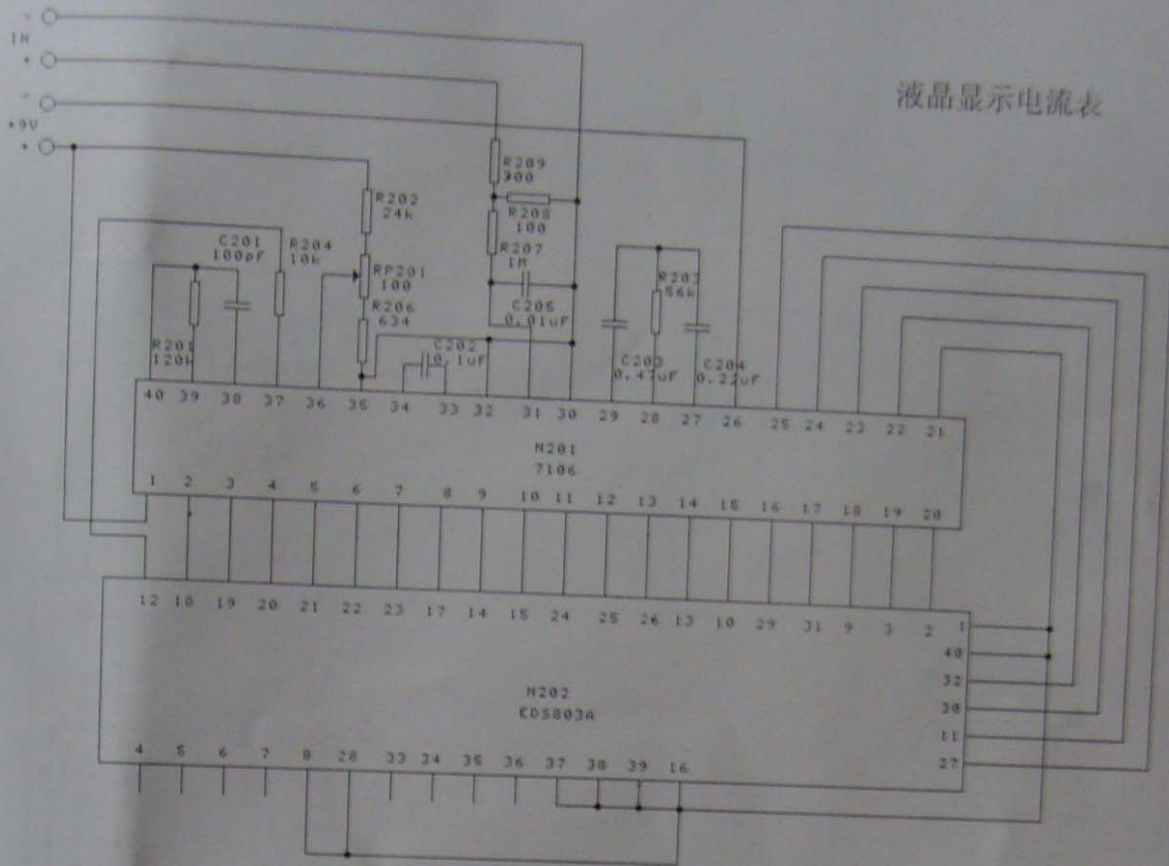 -
IN
+
-
+9V
+
液晶显示电流表
R209
300
R202
24k
R208
100
C201
100pF
R204
10k
R207
1M
RP201
100
R203
56k
R206
634
C205
0.01uF
R201
120k
C202
0.1uF
C203
0.47uF
C204
0.22uF
40 39 38 37 36 35 34 33 32 31 30 29 28 27 26 25 24 23 22 21
N201
7106
1 2 3 4 5 6 7 8 9 10 11 12 13 14 15 16 17 18 19 20
12 18 19 20 21 22 23 17 14 15 24 25 26 13 10 29 31 9 3 2 1
40
32
N202
EDS803A
30
11
27
4 5 6 7 8 28 33 34 35 36 37 38 39 16